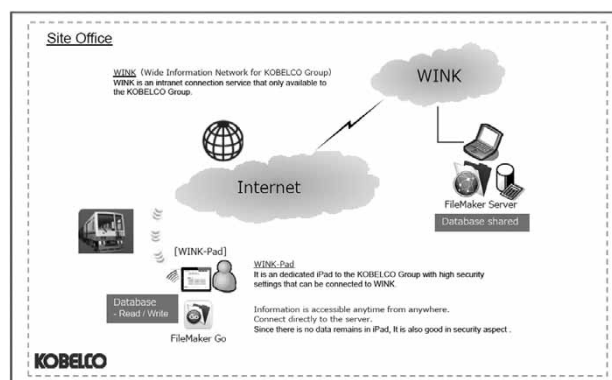 Site Office
WINK (Wide Information Network for KOBELCO Group)
WINK is an intranet connection service that only available to
the KOBELCO Group.
WINK
Internet
FileMaker Server
Database shared
[WINK-Pad]
WINK-Pad
It is an dedicated iPad to the KOBELCO Group with high security
settings that can be connected to WINK.
Database
- Read / Write
GO
FileMaker Go
Information is accessible anytime from anywhere.
Connect directly to the server.
Since there is no data remains in iPad, It is also good in security aspect .
KOBELCO